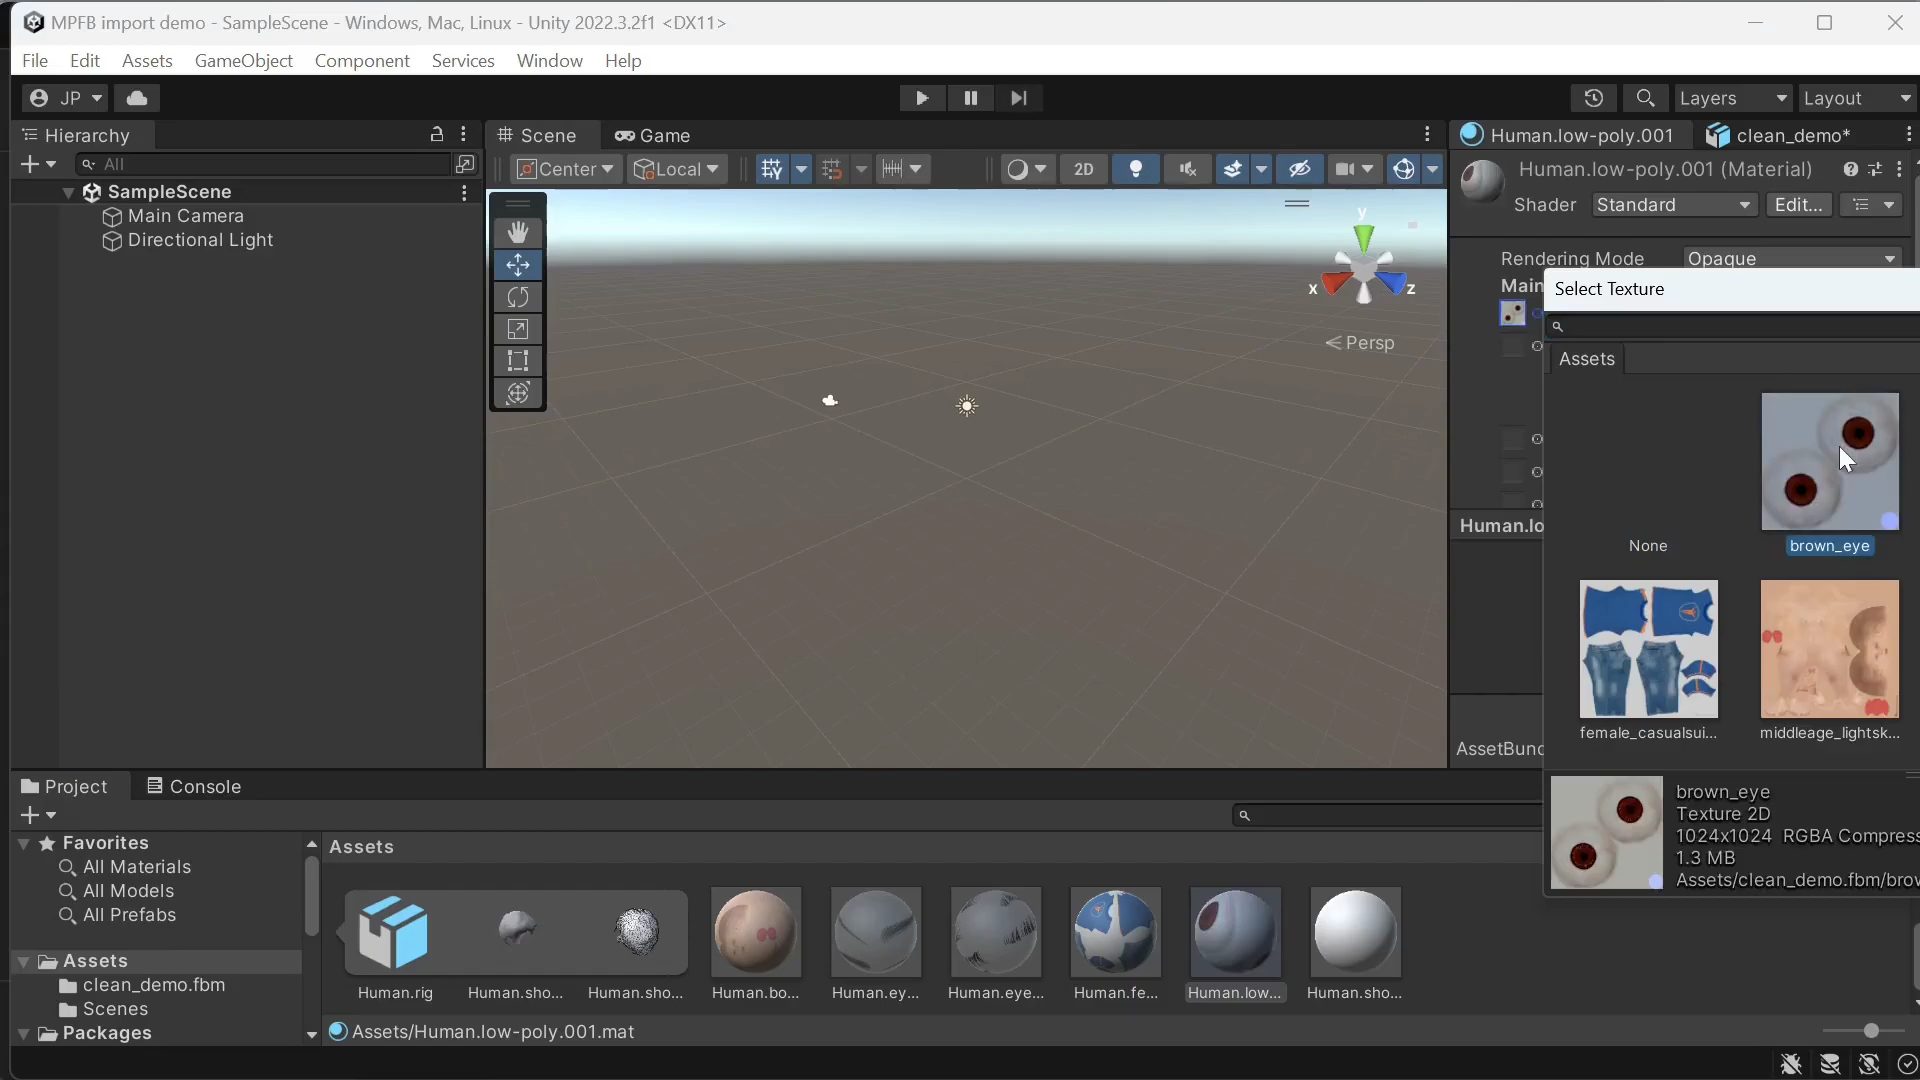 MPFB import demo - SampleScene - Windows, Mac, Linux - Unity 2022.3.2f1 <DX11>
File Edit Assets GameObject Component Services Window Help
JP
Layers Layout
Hierarchy
All
SampleScene
Main Camera
Directional Light
Scene Game
Center Local 2D
y
x z
Persp
Human.low-poly.001 clean_demo*
Human.low-poly.001 (Material)
Shader Standard Edit...
Rendering Mode Opaque
Main
Human.lo
AssetBun
Select Texture
Assets
None
brown_eye
female_casualsui...
middleage_lightsk...
brown_eye
Texture 2D
1024x1024 RGBA Compress
1.3 MB
Assets/clean_demo.fbm/brow
Project Console
Favorites
All Materials
All Models
All Prefabs
Assets
clean_demo.fbm
Scenes
Packages
Assets
Human.rig
Human.sho...
Human.sho...
Human.bo...
Human.ey...
Human.eye...
Human.fe...
Human.low...
Human.sho...
Assets/Human.low-poly.001.mat